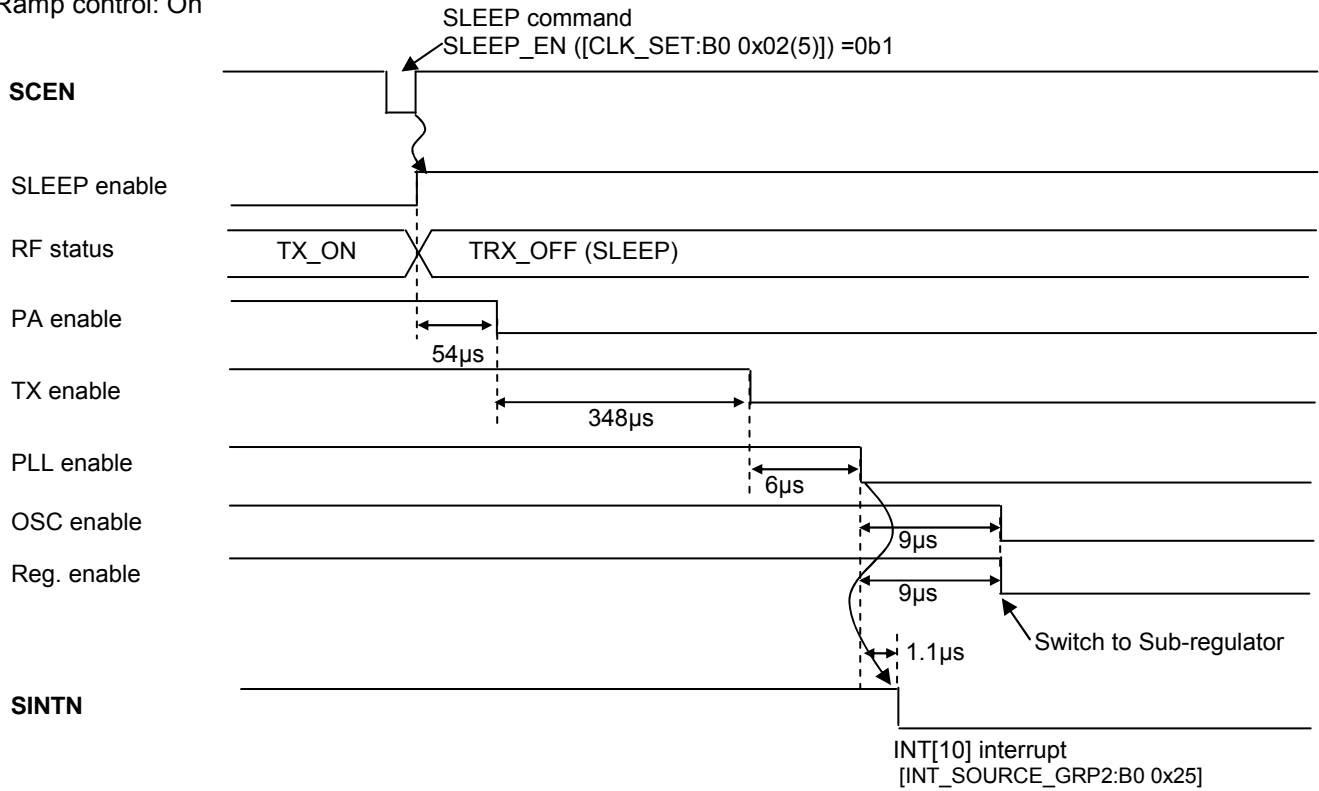 Ramp control: On
SLEEP command
SLEEP_EN ([CLK_SET:B0 0x02(5)]) =0b1
SCEN
SLEEP enable
RF status
TX_ON
TRX_OFF (SLEEP)
PA enable
54µs
TX enable
348µs
PLL enable
6µs
OSC enable
9µs
Reg. enable
9µs
Switch to Sub-regulator
1.1µs
SINTN
INT[10] interrupt
[INT_SOURCE_GRP2:B0 0x25]